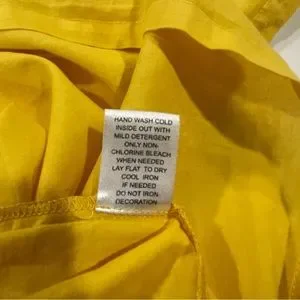 HAND WASH COLD
INSIDE OUT WITH
MILD DETERGENT
ONLY NON-
CHLORINE BLEACH
WHEN NEEDED
LAY FLAT TO DRY
COOL IRON
IF NEEDED
DO NOT IRON
DECORATION